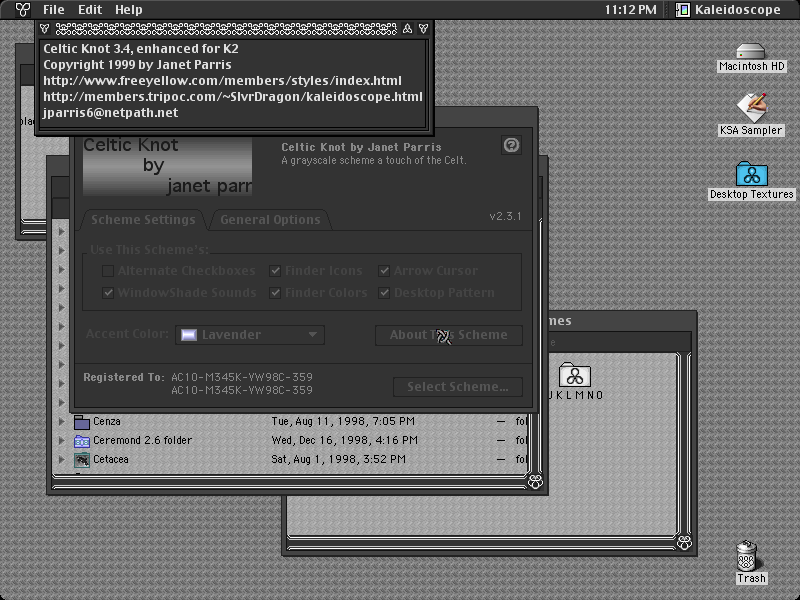 File Edit Help
11:12 PM
Kaleidoscope
Celtic Knot 3.4, enhanced for K2
Copyright 1999 by Janet Parris
http://www.freeyellow.com/members/styles/index.html
http://members.tripoc.com/~SlvrDragon/kaleidoscope.html
jparris6@netpath.net
Macintosh HD
KSA Sampler
Desktop Textures
Celtic Knot
by
janet parr
Celtic Knot by Janet Parris
A grayscale scheme a touch of the Celt.
Scheme Settings
General Options
v2.3.1
Use This Scheme's:
Alternate Checkboxes
Finder Icons
Arrow Cursor
WindowShade Sounds
Finder Colors
Desktop Pattern
Accent Color:
Lavender
About This Scheme
Registered To:
AC10-M345K-YW98C-359
AC10-M345K-YW98C-359
Select Scheme...
mes
J K L M N O
Cenza Tue, Aug 11, 1998, 7:05 PM — fol
Ceremond 2.6 folder Wed, Dec 16, 1998, 4:16 PM — fol
Cetacea Sat, Aug 1, 1998, 3:52 PM — fol
Trash